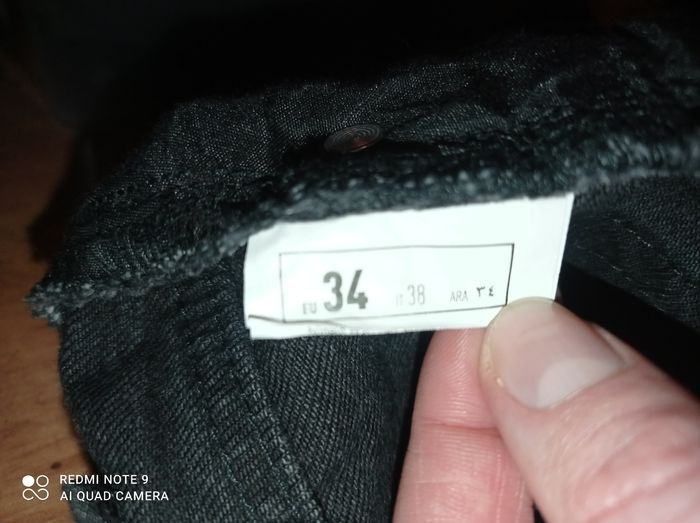 EU 34 IT 38 ARA ٣٤
REDMI NOTE 9
AI QUAD CAMERA